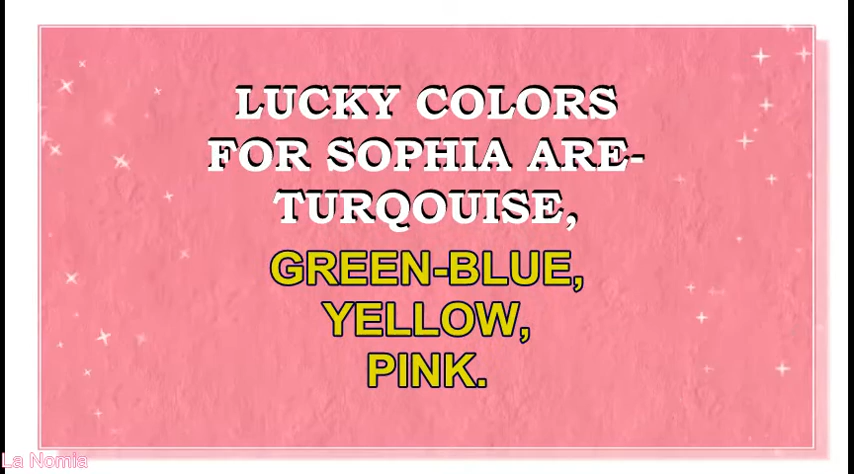 LUCKY COLORS
FOR SOPHIA ARE-
TURQOUISE,
GREEN-BLUE,
YELLOW,
PINK.
La Nomia